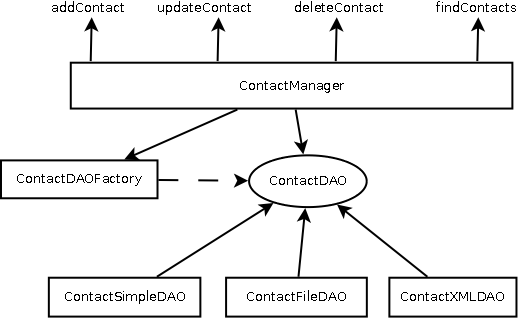 addContact
updateContact
deleteContact
findContacts
ContactManager
ContactDAOFactory
ContactDAO
ContactSimpleDAO
ContactFileDAO
ContactXMLDAO